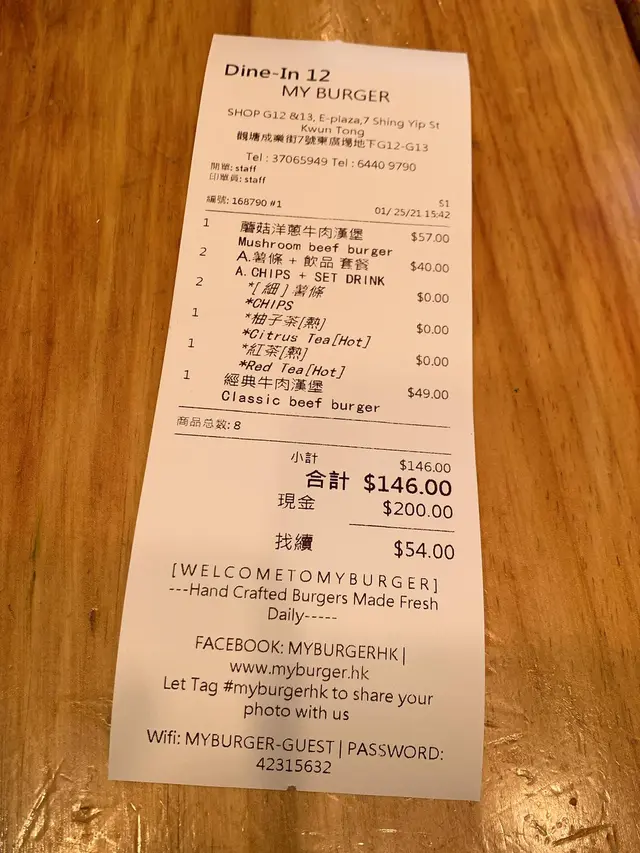 Dine-In 12
MY BURGER
SHOP G12 &13, E-plaza,7 Shing Yip St
Kwun Tong
觀塘成業街7號東廣場地下G12-G13
Tel : 37065949 Tel : 6440 9790
開單: staff
印單員: staff
S1
編號: 168790 #1 01/ 25/21 15:42
1 蘑菇洋蔥牛肉漢堡 $57.00
Mushroom beef burger
2 A.薯條 + 飲品 套餐 $40.00
A.CHIPS + SET DRINK
2 *[細] 薯條 $0.00
*CHIPS
1 *柚子茶[熱] $0.00
*Citrus Tea[Hot]
1 *紅茶[熱] $0.00
*Red Tea[Hot]
1 經典牛肉漢堡 $49.00
Classic beef burger
商品总数: 8
小計 $146.00
合計 $146.00
現金 $200.00
找續 $54.00
[WELCOMETOMYBURGER]
---Hand Crafted Burgers Made Fresh
Daily-----
FACEBOOK: MYBURGERHK|
www.myburger.hk
Let Tag #myburgerhk to share your
photo with us
Wifi: MYBURGER-GUEST| PASSWORD:
42315632